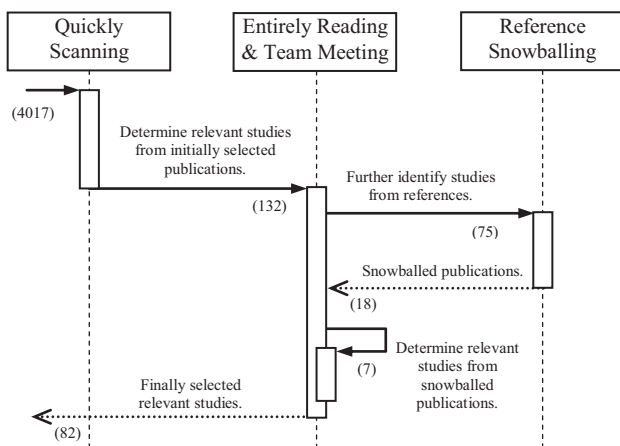 Quickly
Scanning
Entirely Reading
& Team Meeting
Reference
Snowballing
(4017)
Determine relevant studies
from initially selected
publications.
(132)
Further identify studies
from references.
(75)
Snowballed publications.
(18)
(7)
Determine relevant
studies from
snowballed
publications.
Finally selected
relevant studies.
(82)